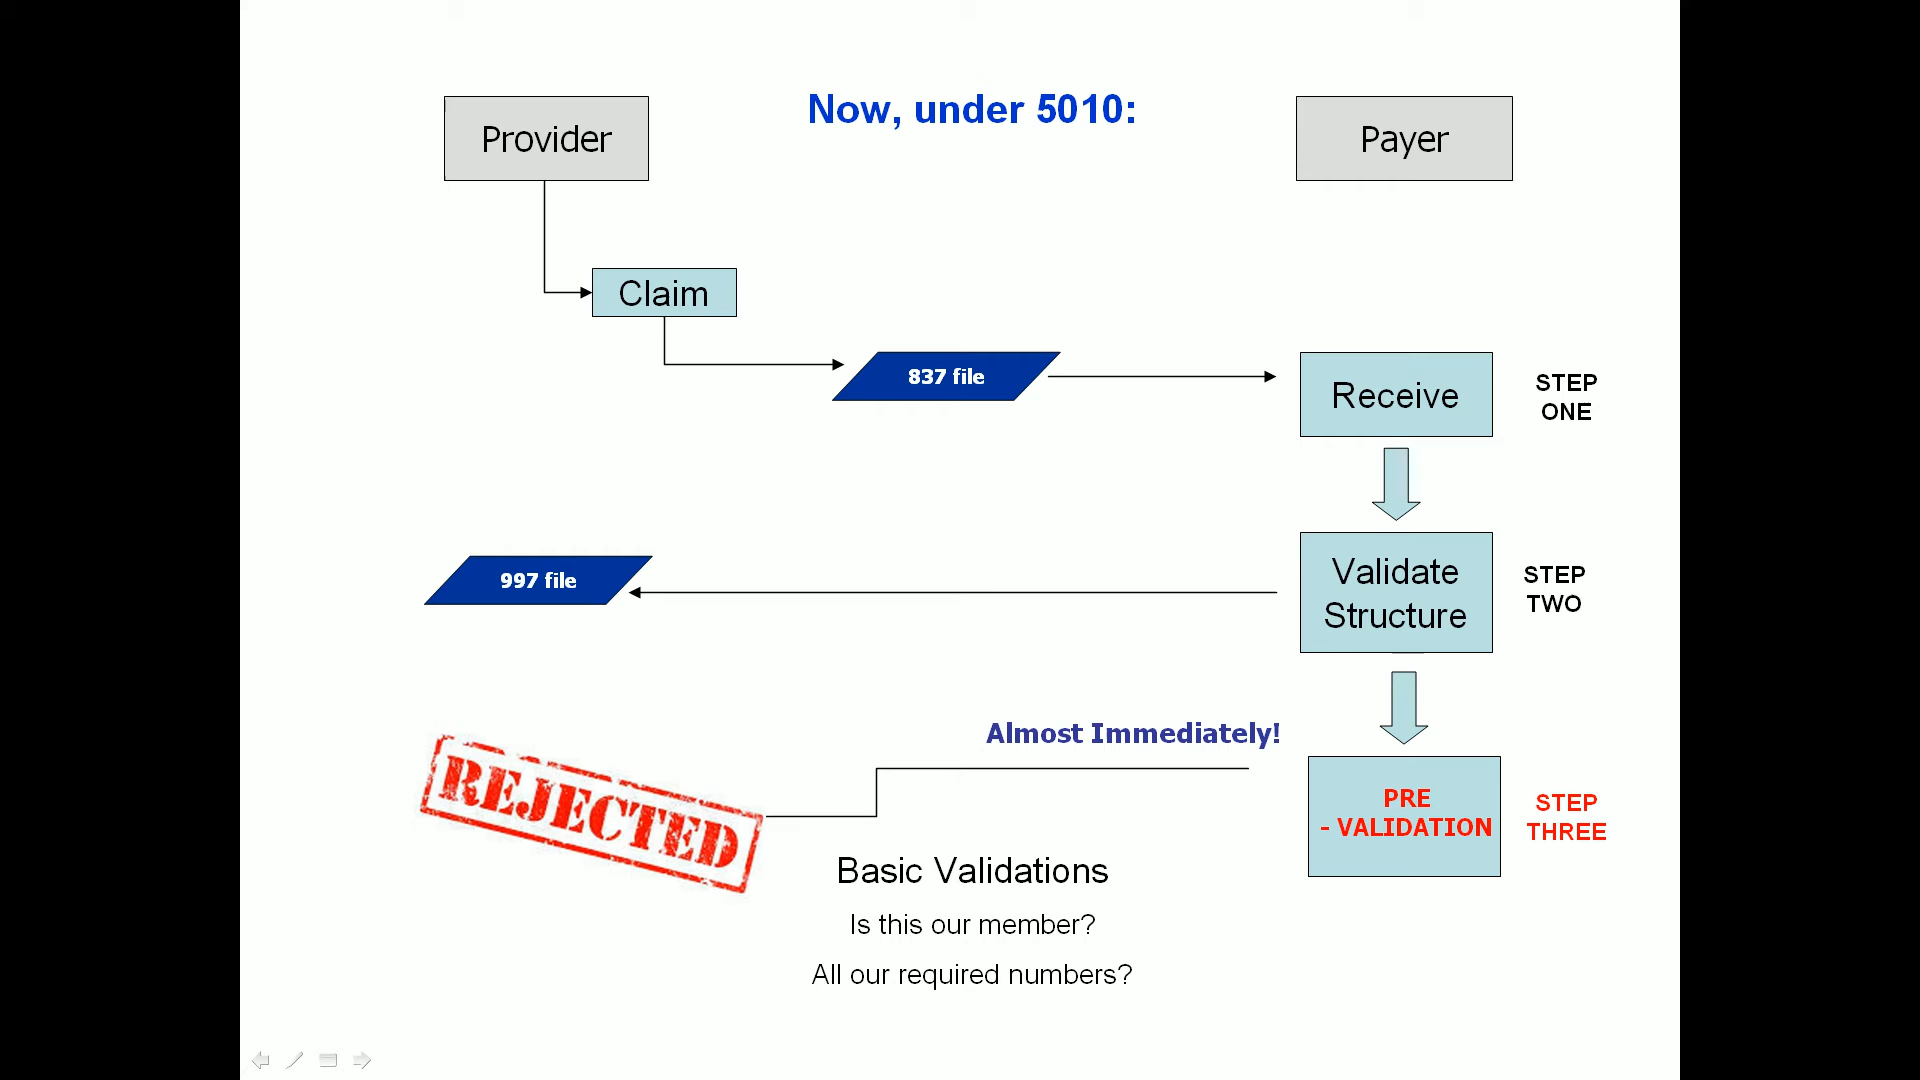 Now, under 5010:
Provider
Payer
Claim
837 file
Receive
STEP
ONE
997 file
Validate
Structure
STEP
TWO
Almost Immediately!
REJECTED
PRE
- VALIDATION
STEP
THREE
Basic Validations
Is this our member?
All our required numbers?